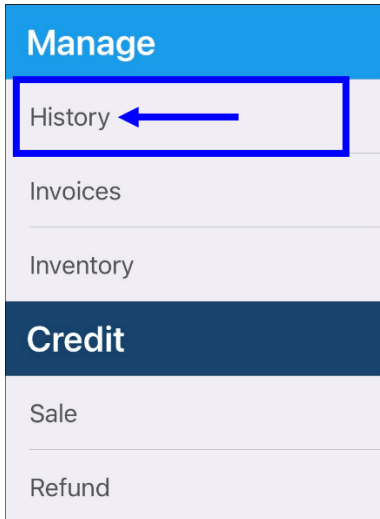 Manage
History
Invoices
Inventory
Credit
Sale
Refund